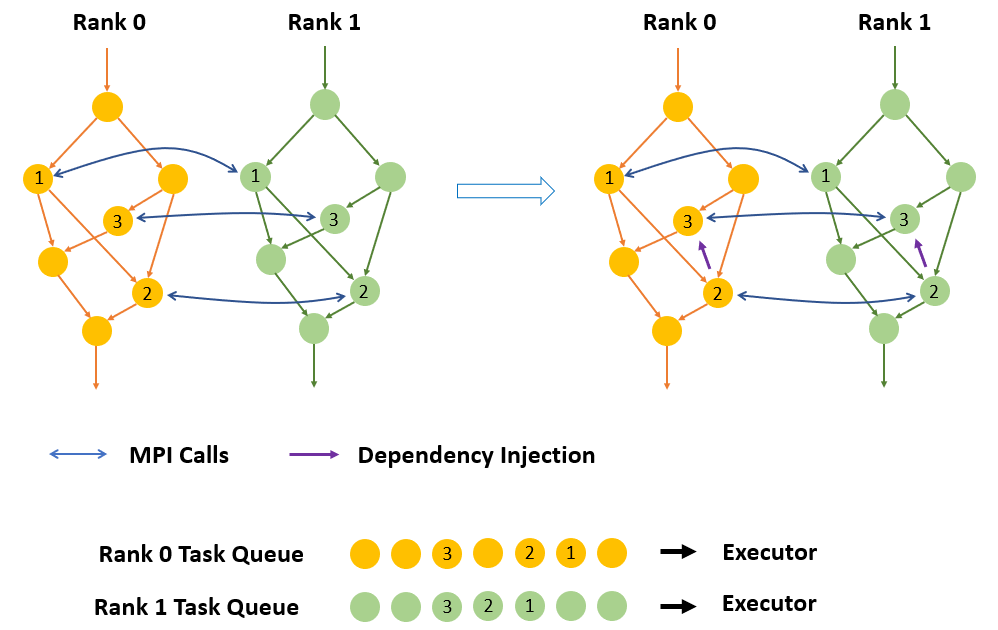 Rank 0 Rank 1 Rank 0 Rank 1
1 1 1 1
3 3 3 3
2 2 2 2
MPI Calls Dependency Injection
Rank 0 Task Queue 3 2 1 Executor
Rank 1 Task Queue 3 2 1 Executor